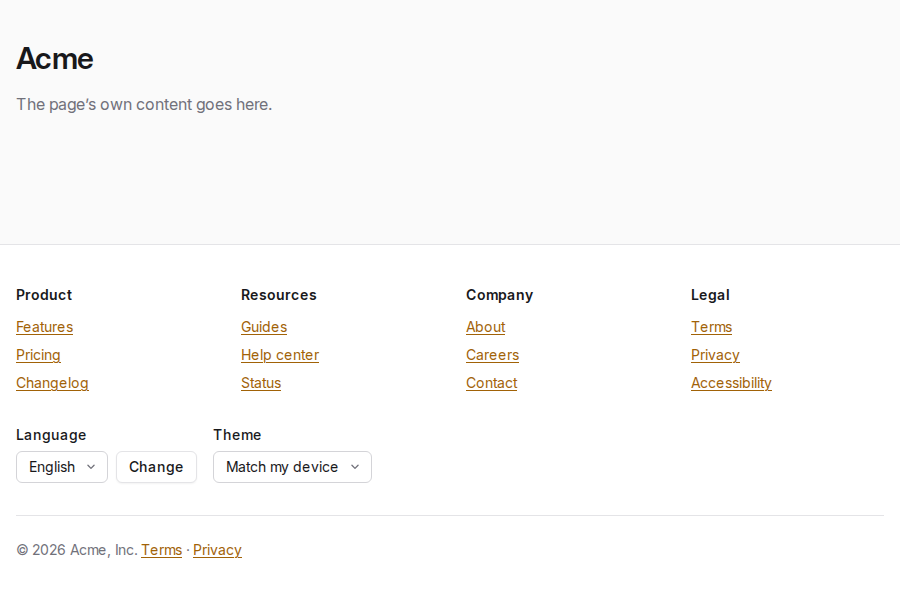 Acme
The page's own content goes here.
Product
Features
Pricing
Changelog
Resources
Guides
Help center
Status
Company
About
Careers
Contact
Legal
Terms
Privacy
Accessibility
Language
English
Change
Theme
Match my device
© 2026 Acme, Inc. Terms · Privacy